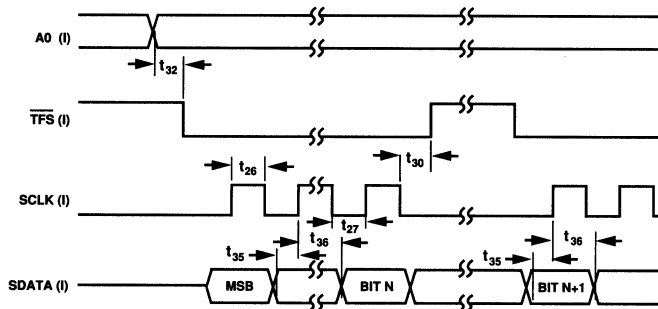 A0 (I)
t32
TFS (I)
t30
t26
SCLK (I)
t36
t27
t36
t35
t35
SDATA (I)
MSB
BIT N
BIT N+1